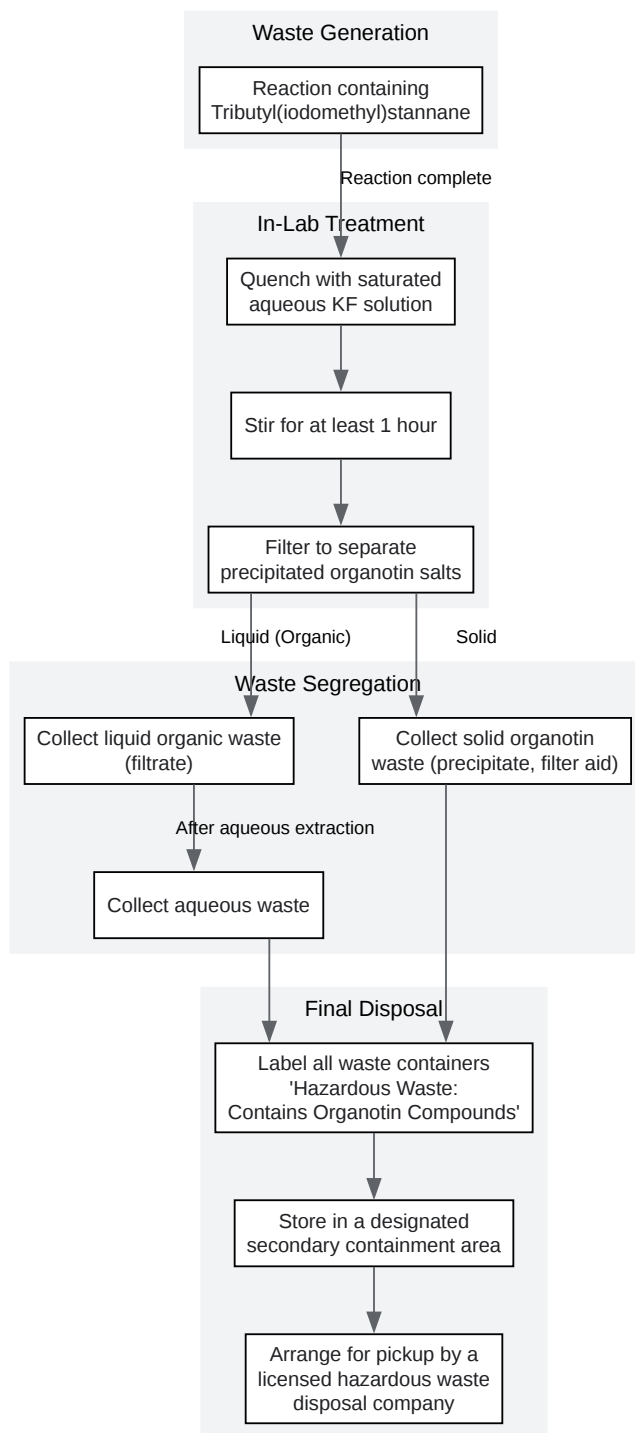 Waste Generation
Reaction containing
Tributyl(iodomethyl)stannane
Reaction complete
In-Lab Treatment
Quench with saturated
aqueous KF solution
Stir for at least 1 hour
Filter to separate
precipitated organotin salts
Liquid (Organic)
Solid
Waste Segregation
Collect liquid organic waste
(filtrate)
Collect solid organotin
waste (precipitate, filter aid)
After aqueous extraction
Collect aqueous waste
Final Disposal
Label all waste containers
'Hazardous Waste:
Contains Organotin Compounds'
Store in a designated
secondary containment area
Arrange for pickup by a
licensed hazardous waste
disposal company